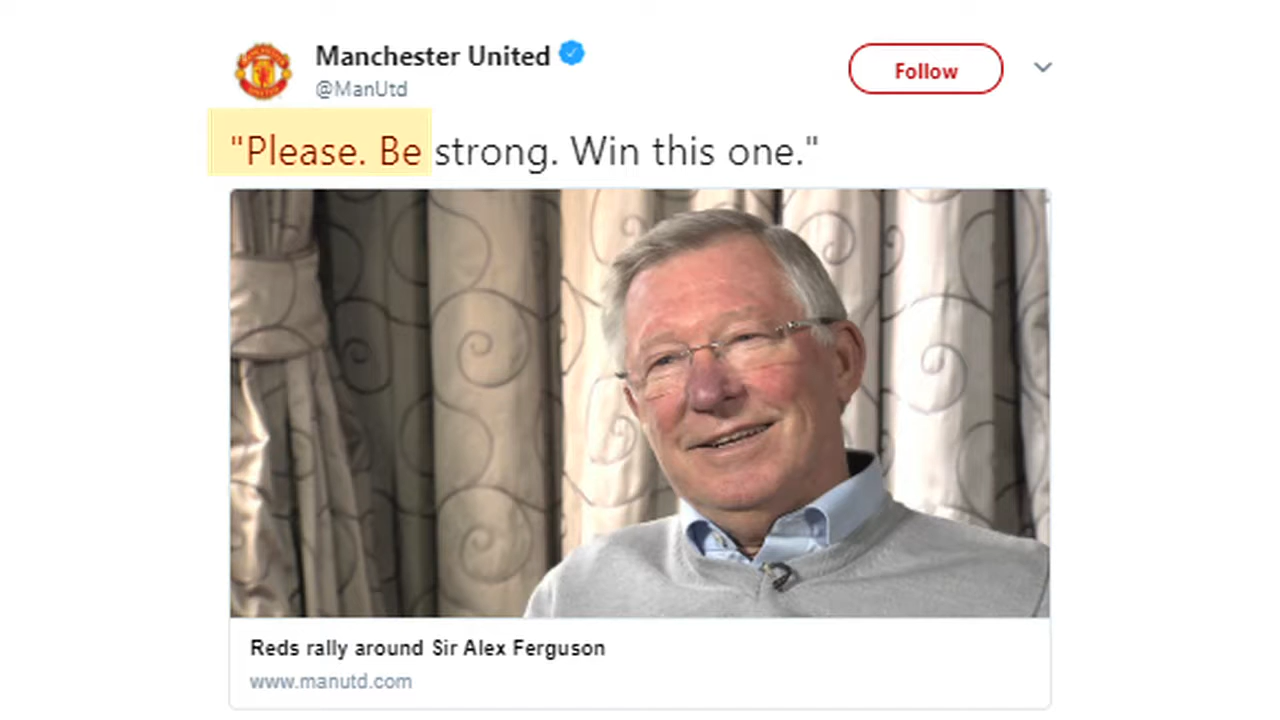 Manchester United
Follow
@ManUtd
"Please. Be strong. Win this one."
Reds rally around Sir Alex Ferguson
www.manutd.com